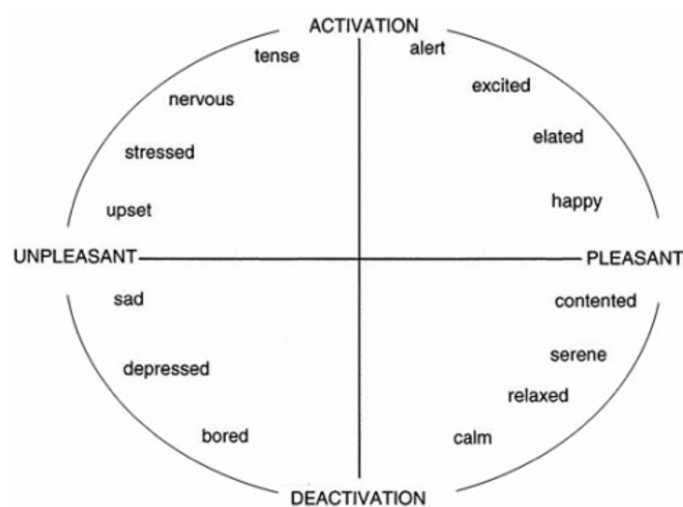 ACTIVATION
tense
alert
nervous
excited
stressed
elated
upset
happy
UNPLEASANT
PLEASANT
sad
contented
depressed
serene
relaxed
bored
calm
DEACTIVATION